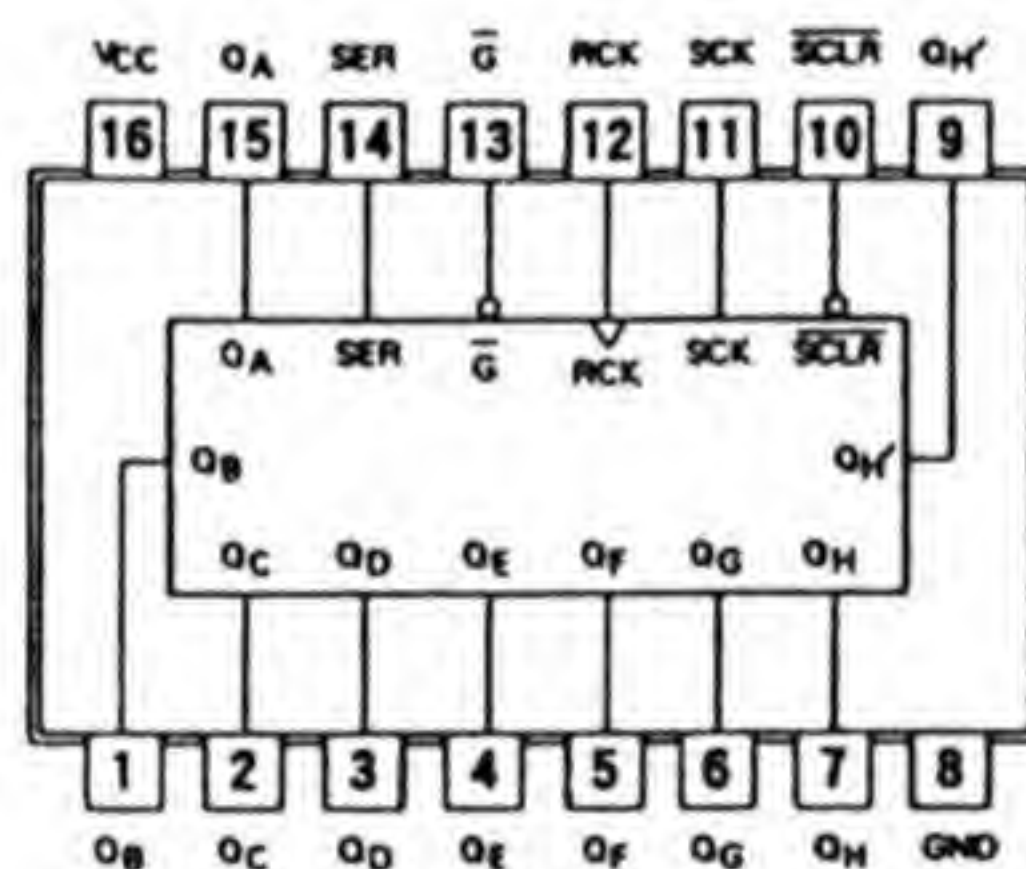 VCC QA SER G̅ RCK SCK S̅C̅L̅R̅ QH′
16 15 14 13 12 11 10 9
QA SER G̅ RCK SCK S̅C̅L̅R̅
QB QH′
QC QD QE QF QG QH
1 2 3 4 5 6 7 8
QB QC QD QE QF QG QH GND